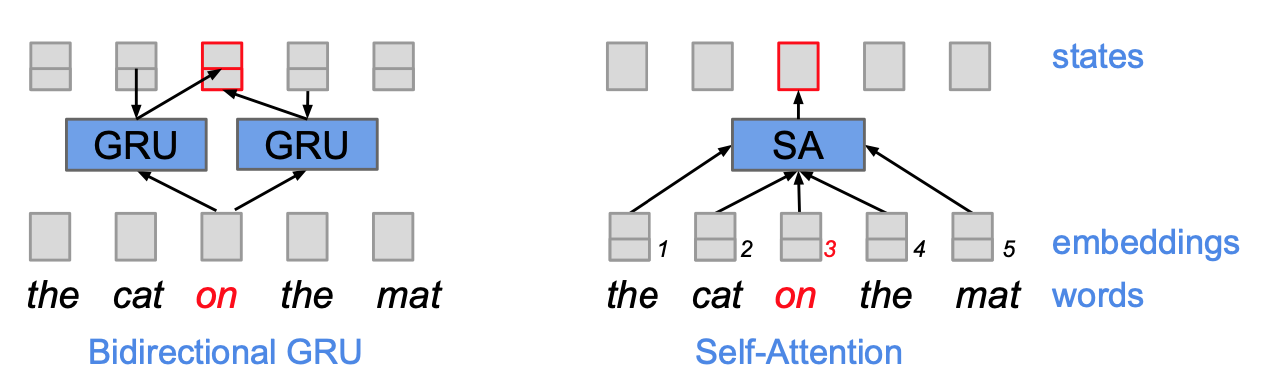 states
GRU GRU SA
1 2 3 4 5 embeddings
the cat on the mat the cat on the mat words
Bidirectional GRU Self-Attention